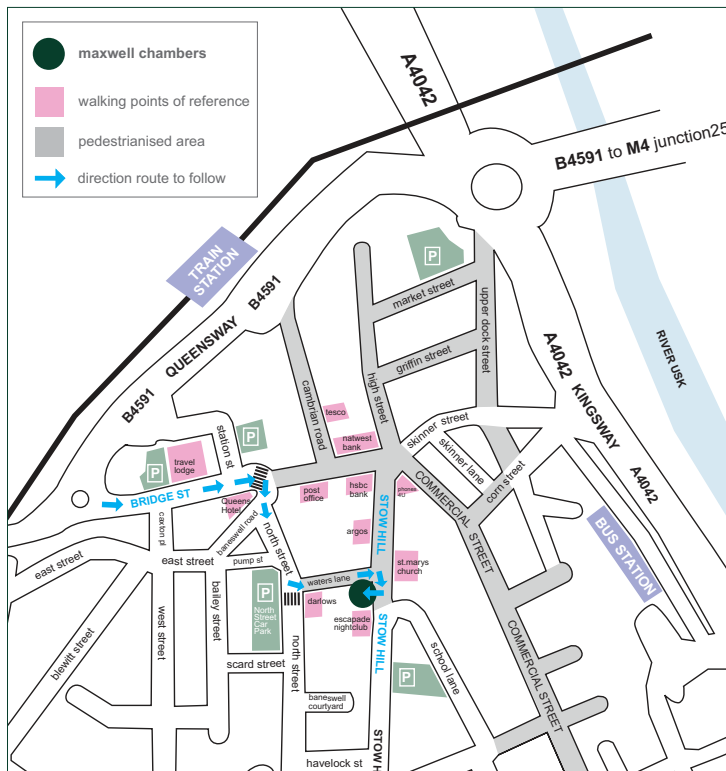 maxwell chambers
walking points of reference
pedestrianised area
direction route to follow
A4042
B4591 to M4 junction25
TRAIN
STATION
P
B4591
QUEENSWAY
B4591
market street
upper dock street
griffin street
high street
cambrian road
A4042 KINGSWAY
RIVER USK
tesco
natwest
bank
skinner street
skinner lane
corn street
A4042
station st
P
P
travel
lodge
BRIDGE ST
Queens
Hotel
post
office
hsbc
bank
phones
4U
COMMERCIAL STREET
BUS STATION
caxton pl
baneswell road
north street
argos
STOW HILL
east street
east street
pump st
waters lane
st.marys
church
P
North
Street
Car
Park
darlows
escapade
nightclub
STOW HILL
COMMERCIAL STREET
blewitt street
west street
bailey street
scard street
north street
school lane
P
baneswell
courtyard
havelock st
STOW H